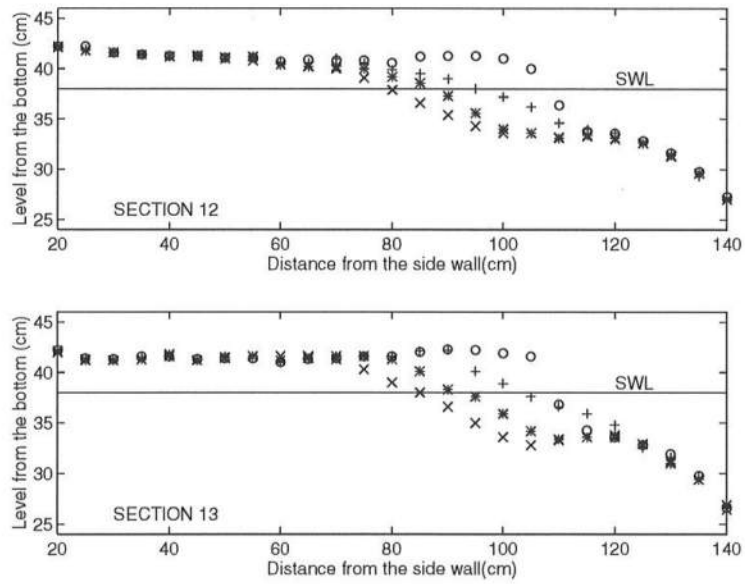 45
40
35
30
25
Level from the bottom (cm)
SWL
SECTION 12
20 40 60 80 100 120 140
Distance from the side wall(cm)
45
40
35
30
25
Level from the bottom (cm)
SWL
SECTION 13
20 40 60 80 100 120 140
Distance from the side wall(cm)